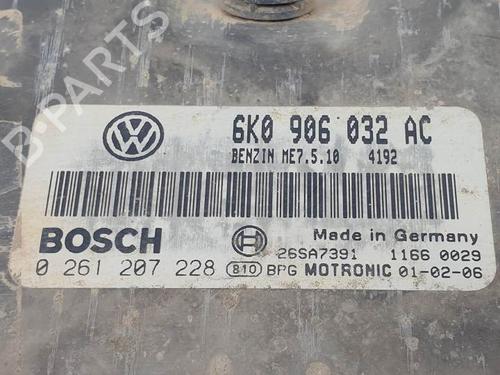 B-PARTS
6K0 906 032 AC
BENZIN ME7.5.10 4192
BOSCH
Made in Germany
26SA7391 1166 0029
0 261 207 228 810 BPG MOTRONIC 01-02-06